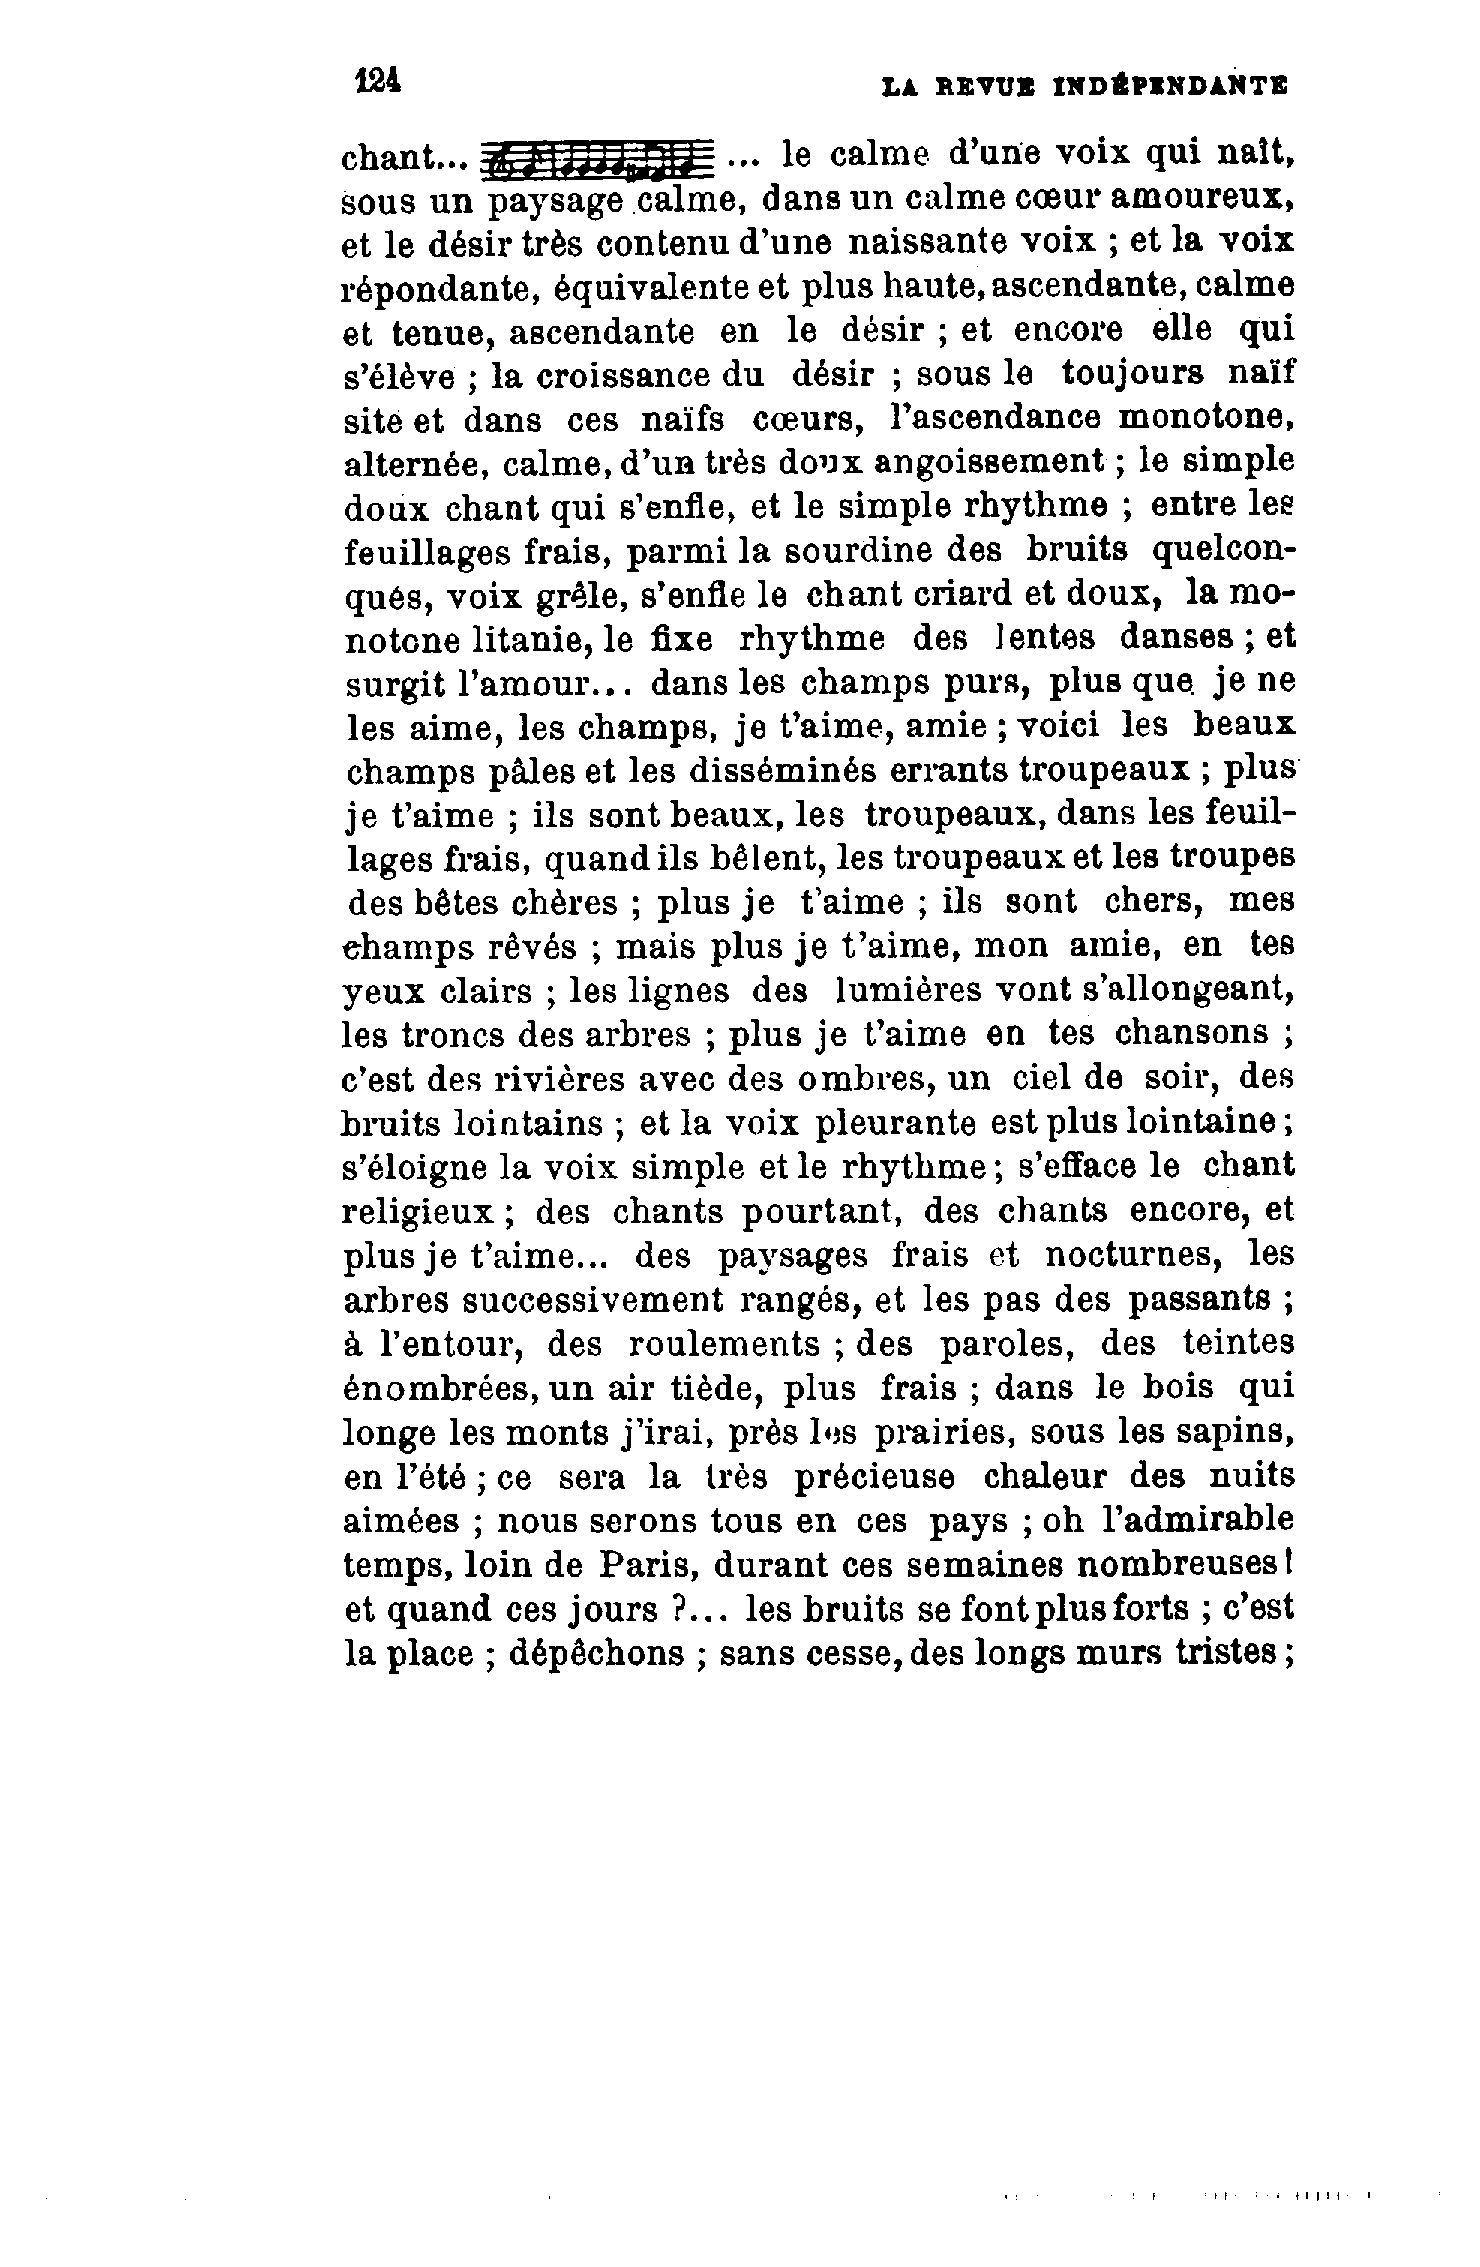 124
LA REVUE INDÉPENDANTE
chant... ... le calme d'une voix qui naît,
sous un paysage calme, dans un calme cœur amoureux,
et le désir très contenu d'une naissante voix ; et la voix
répondante, équivalente et plus haute, ascendante, calme
et tenue, ascendante en le désir ; et encore elle qui
s'élève ; la croissance du désir ; sous le toujours naïf
site et dans ces naïfs cœurs, l'ascendance monotone,
alternée, calme, d'un très doux angoissement ; le simple
doux chant qui s'enfle, et le simple rhythme ; entre les
feuillages frais, parmi la sourdine des bruits quelcon-
ques, voix grêle, s'enfle le chant criard et doux, la mo-
notone litanie, le fixe rhythme des lentes danses ; et
surgit l'amour... dans les champs purs, plus que je ne
les aime, les champs, je t'aime, amie ; voici les beaux
champs pâles et les disséminés errants troupeaux ; plus
je t'aime ; ils sont beaux, les troupeaux, dans les feuil-
lages frais, quand ils bêlent, les troupeaux et les troupes
des bêtes chères ; plus je t'aime ; ils sont chers, mes
champs rêvés ; mais plus je t'aime, mon amie, en tes
yeux clairs ; les lignes des lumières vont s'allongeant,
les troncs des arbres ; plus je t'aime en tes chansons ;
c'est des rivières avec des ombres, un ciel de soir, des
bruits lointains ; et la voix pleurante est plus lointaine ;
s'éloigne la voix simple et le rhythme ; s'efface le chant
religieux ; des chants pourtant, des chants encore, et
plus je t'aime... des paysages frais et nocturnes, les
arbres successivement rangés, et les pas des passants ;
à l'entour, des roulements ; des paroles, des teintes
énombrées, un air tiède, plus frais ; dans le bois qui
longe les monts j'irai, près les prairies, sous les sapins,
en l'été ; ce sera la très précieuse chaleur des nuits
aimées ; nous serons tous en ces pays ; oh l'admirable
temps, loin de Paris, durant ces semaines nombreuses !
et quand ces jours ?... les bruits se font plus forts ; c'est
la place ; dépêchons ; sans cesse, des longs murs tristes ;